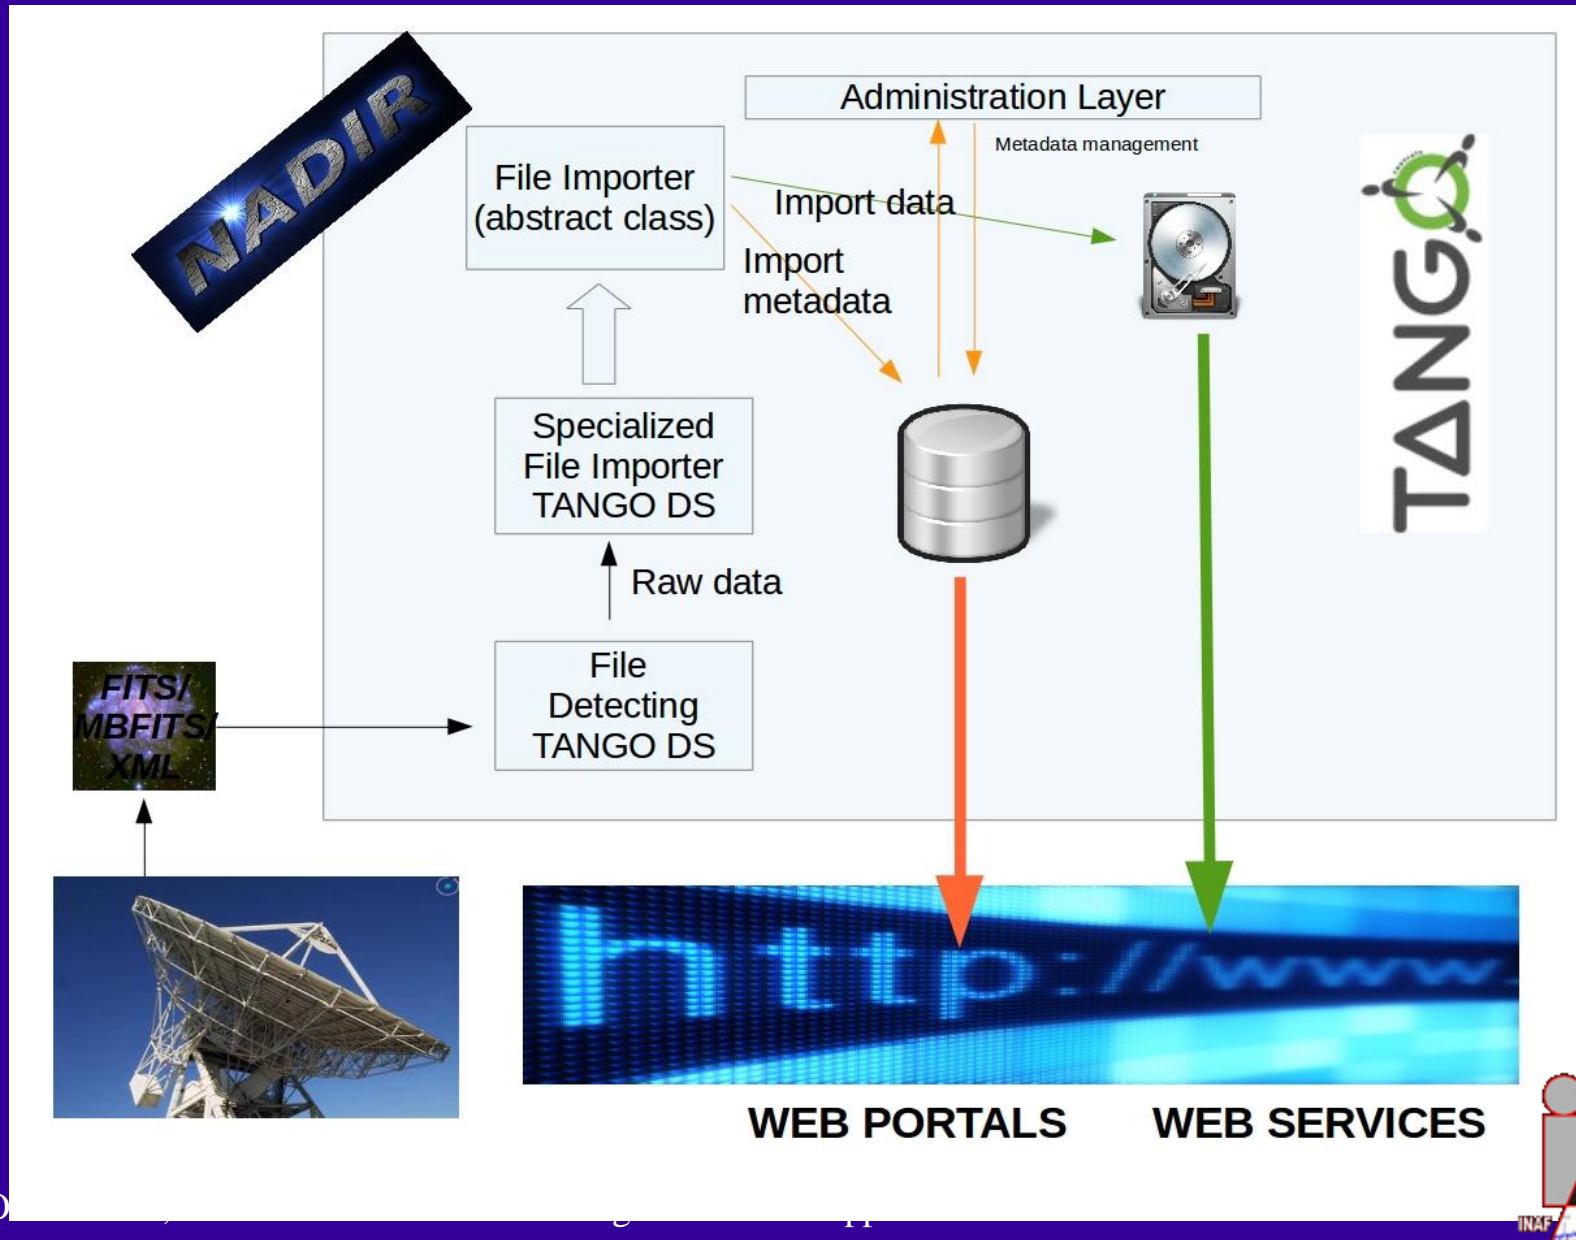 NADIR
Administration Layer
Metadata management
File Importer
(abstract class)
Import data
Import
metadata
TANGO
Specialized
File Importer
TANGO DS
Raw data
File
Detecting
TANGO DS
FITS/
MBFITS/
XML
http://www.
WEB PORTALS
WEB SERVICES
INAF